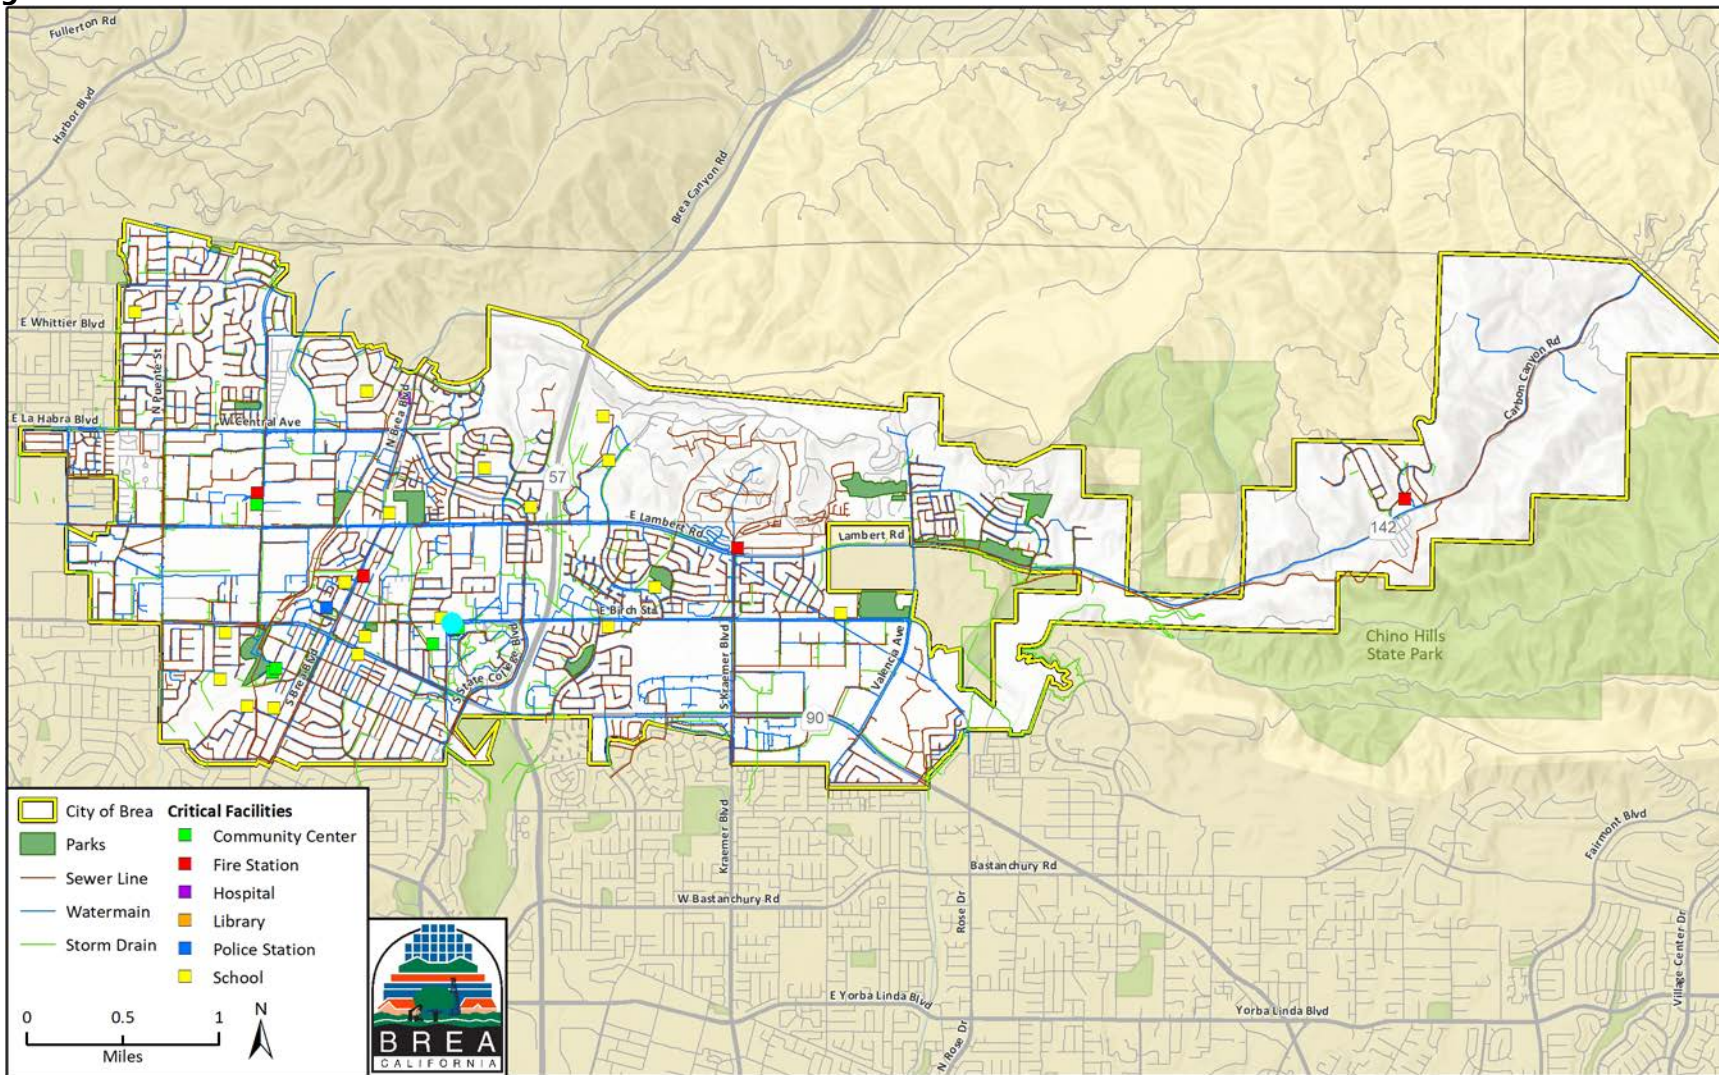 Fullerton Rd
Harbor Blvd
Brea Canyon Rd
E Whittier Blvd
N Puente St
E La Habra Blvd
W Central Ave
N Brea Blvd
57
Carbon Canyon Rd
E Lambert Rd
Lambert Rd
142
E Birch St
Chino Hills
State Park
S Brea Blvd
S State College Blvd
S Kraemer Blvd
Valencia Ave
90
Kraemer Blvd
Bastanchury Rd
W Bastanchury Rd
Rose Dr
Fairmont Blvd
E Yorba Linda Blvd
Yorba Linda Blvd
Village Center Dr
N Rose Dr
City of Brea
Parks
Sewer Line
Watermain
Storm Drain
Critical Facilities
Community Center
Fire Station
Hospital
Library
Police Station
School
0 0.5 1
Miles
N
BREA
CALIFORNIA